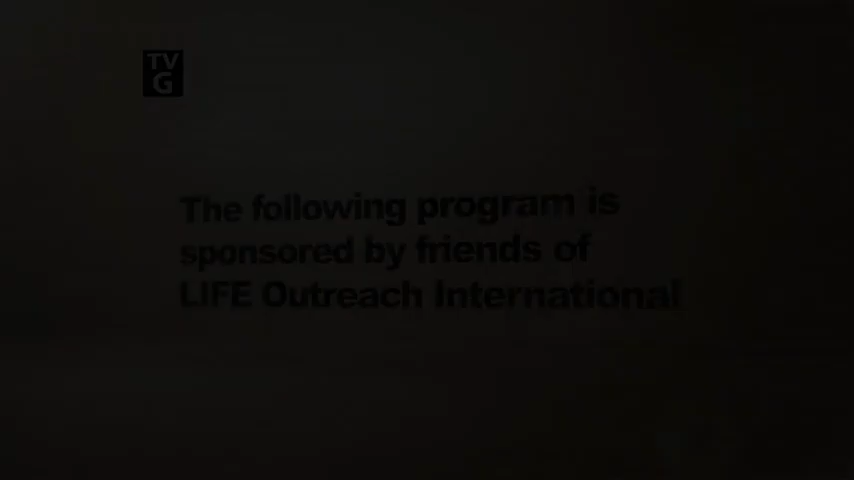 TV
G
The following program is
sponsored by friends of
LIFE Outreach International